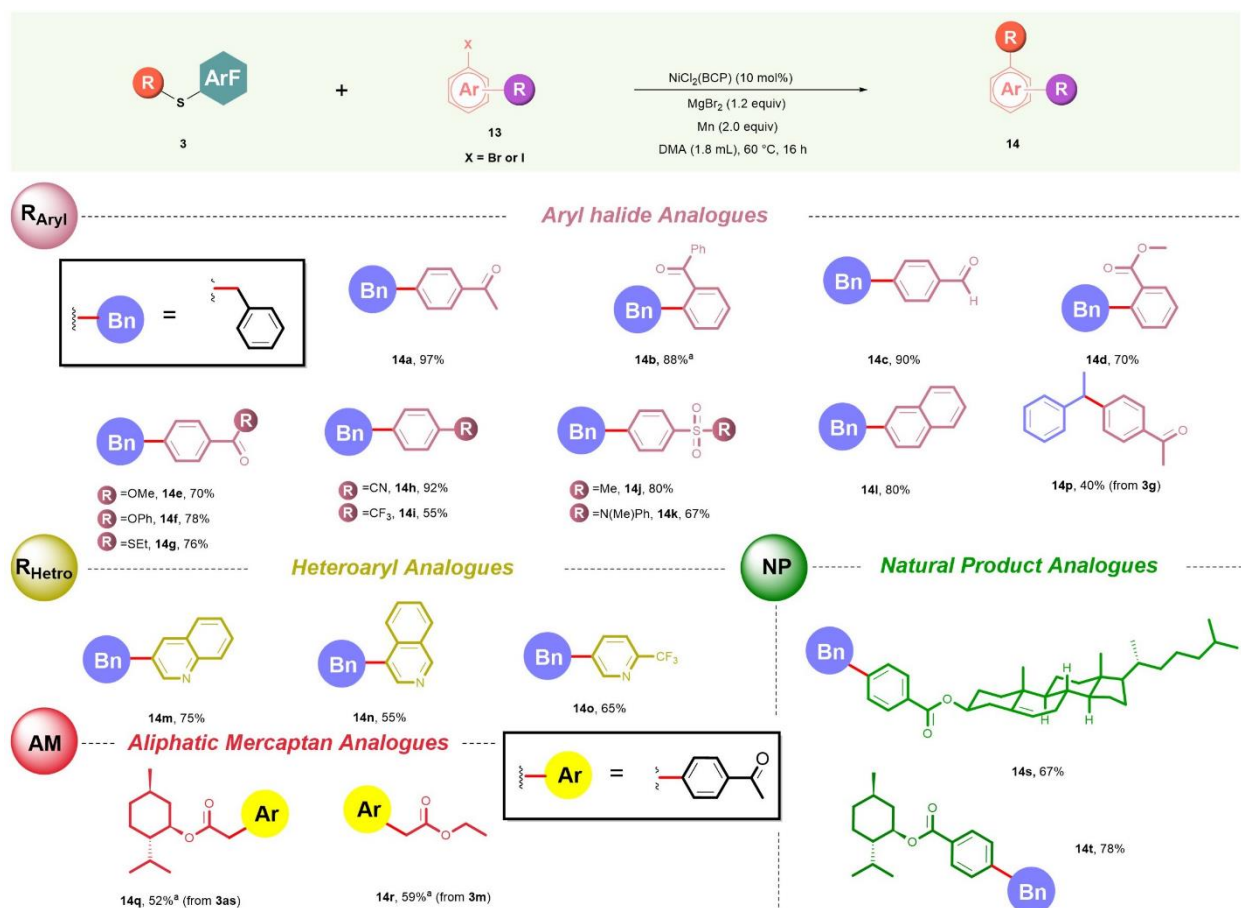 R
S
ArF
3
+
X
Ar
R
13
X = Br or I
NiCl₂(BCP) (10 mol%)
MgBr₂ (1.2 equiv)
Mn (2.0 equiv)
DMA (1.8 mL), 60 °C, 16 h
R
Ar
R
14
R_Aryl
Aryl halide Analogues
Bn
=
Bn
O
14a, 97%
Ph
O
Bn
14b, 88%ᵃ
Bn
O
H
14c, 90%
O
O
Bn
14d, 70%
Bn
R
O
R =OMe, 14e, 70%
R =OPh, 14f, 78%
R =SEt, 14g, 76%
Bn
R
R =CN, 14h, 92%
R =CF₃, 14i, 55%
Bn
O
S
O
R
R =Me, 14j, 80%
R =N(Me)Ph, 14k, 67%
Bn
14l, 80%
O
14p, 40% (from 3g)
R_Hetro
Heteroaryl Analogues
NP
Natural Product Analogues
Bn
N
14m, 75%
Bn
N
14n, 55%
Bn
N
CF₃
14o, 65%
Bn
O
O
H
H
H
14s, 67%
AM
Aliphatic Mercaptan Analogues
Ar
=
O
O
O
Ar
14q, 52%ᵃ (from 3as)
Ar
O
O
14r, 59%ᵃ (from 3m)
O
O
Bn
14t, 78%